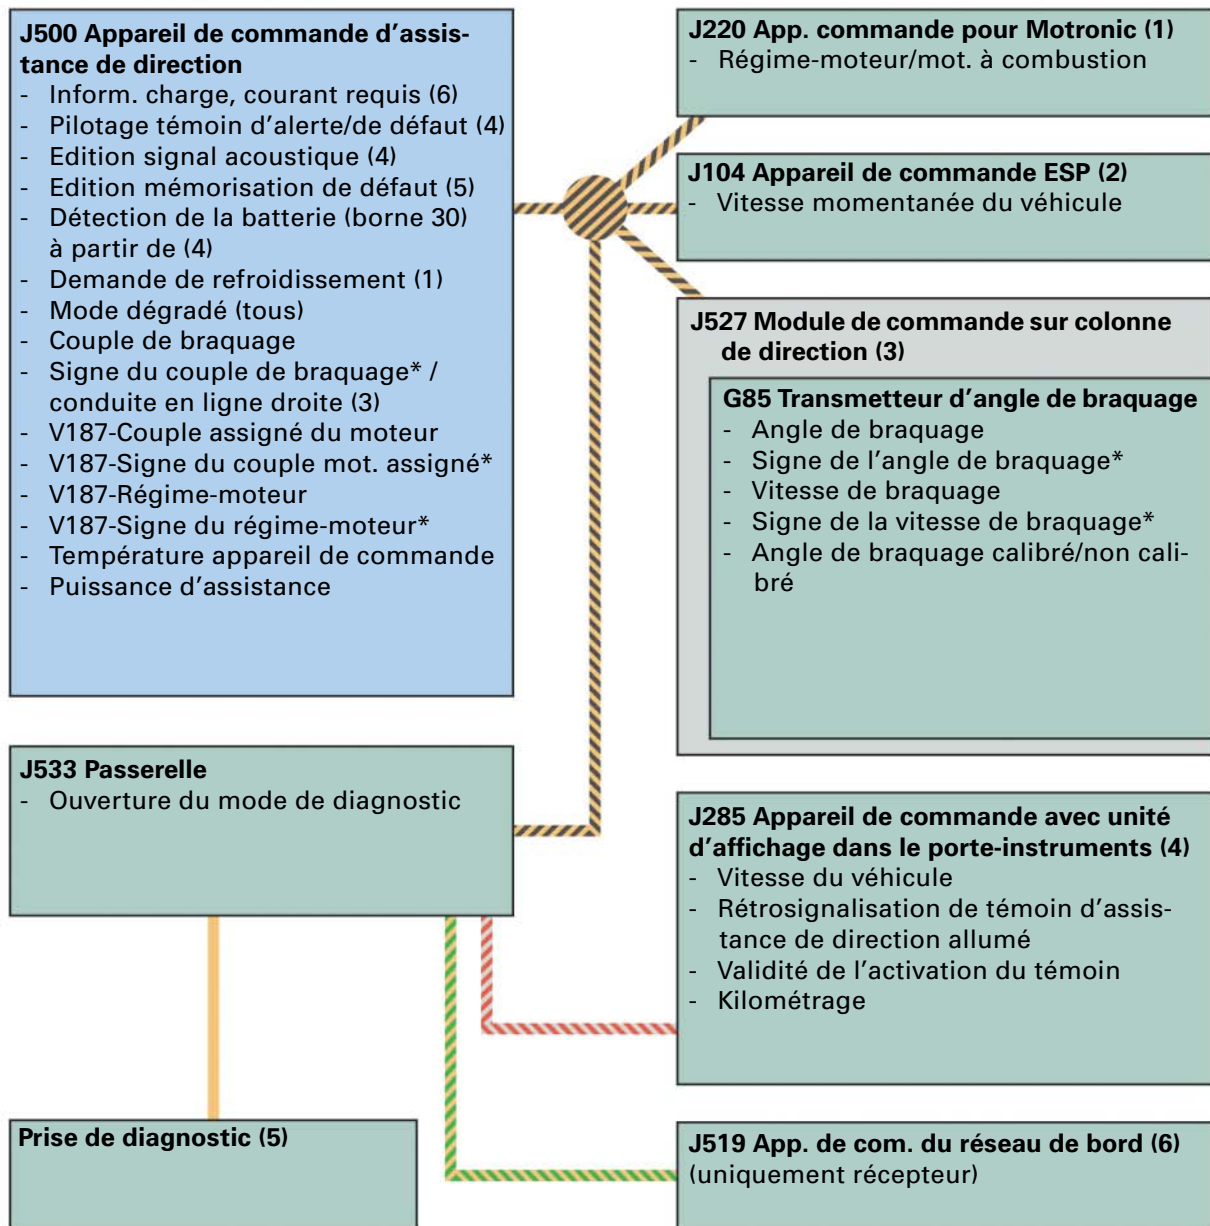 J500 Appareil de commande d'assis-
tance de direction
- Inform. charge, courant requis (6)
- Pilotage témoin d'alerte/de défaut (4)
- Edition signal acoustique (4)
- Edition mémorisation de défaut (5)
- Détection de la batterie (borne 30)
à partir de (4)
- Demande de refroidissement (1)
- Mode dégradé (tous)
- Couple de braquage
- Signe du couple de braquage* /
conduite en ligne droite (3)
- V187-Couple assigné du moteur
- V187-Signe du couple mot. assigné*
- V187-Régime-moteur
- V187-Signe du régime-moteur*
- Température appareil de commande
- Puissance d'assistance
J220 App. commande pour Motronic (1)
- Régime-moteur/mot. à combustion
J104 Appareil de commande ESP (2)
- Vitesse momentanée du véhicule
J527 Module de commande sur colonne
de direction (3)
G85 Transmetteur d'angle de braquage
- Angle de braquage
- Signe de l'angle de braquage*
- Vitesse de braquage
- Signe de la vitesse de braquage*
- Angle de braquage calibré/non cali-
bré
J533 Passerelle
- Ouverture du mode de diagnostic
J285 Appareil de commande avec unité
d'affichage dans le porte-instruments (4)
- Vitesse du véhicule
- Rétrosignalisation de témoin d'assis-
tance de direction allumé
- Validité de l'activation du témoin
- Kilométrage
Prise de diagnostic (5)
J519 App. de com. du réseau de bord (6)
(uniquement récepteur)